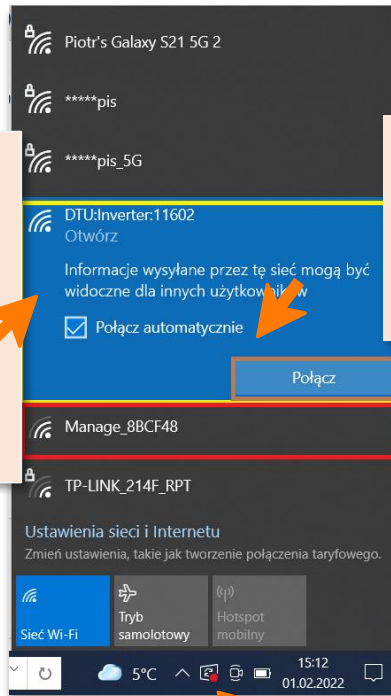 Piotr's Galaxy S21 5G 2
*****pis
*****pis_5G
DTU:Inverter:11602
Otwórz
Informacje wysyłane przez tę sieć mogą być
widoczne dla innych użytkowników
Połącz automatycznie
Połącz
Manage_8BCF48
TP-LINK_214F_RPT
Ustawienia sieci i Internetu
Zmień ustawienia, takie jak tworzenie połączenia taryfowego.
Sieć Wi-Fi
Tryb
samolotowy
Hotspot
mobilny
5°C
15:12
01.02.2022